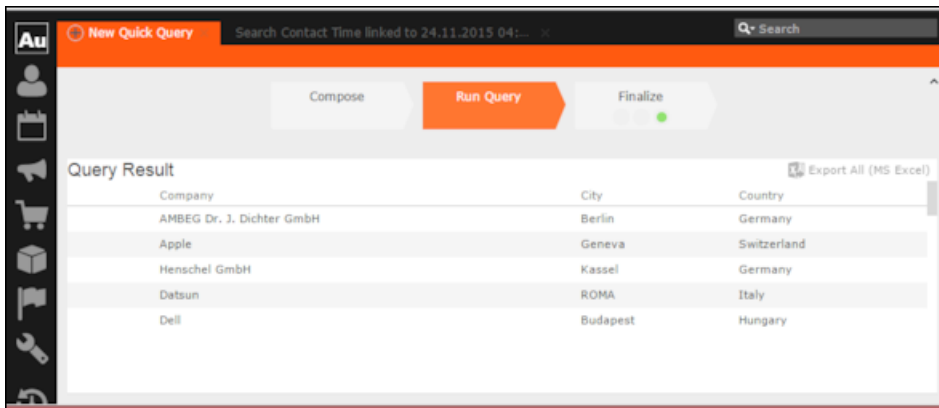 Au
New Quick Query
Search Contact Time linked to 24.11.2015 04:...
Search
Compose
Run Query
Finalize
Query Result
Export All (MS Excel)
Company City Country
AMBEG Dr. J. Dichter GmbH Berlin Germany
Apple Geneva Switzerland
Henschel GmbH Kassel Germany
Datsun ROMA Italy
Dell Budapest Hungary